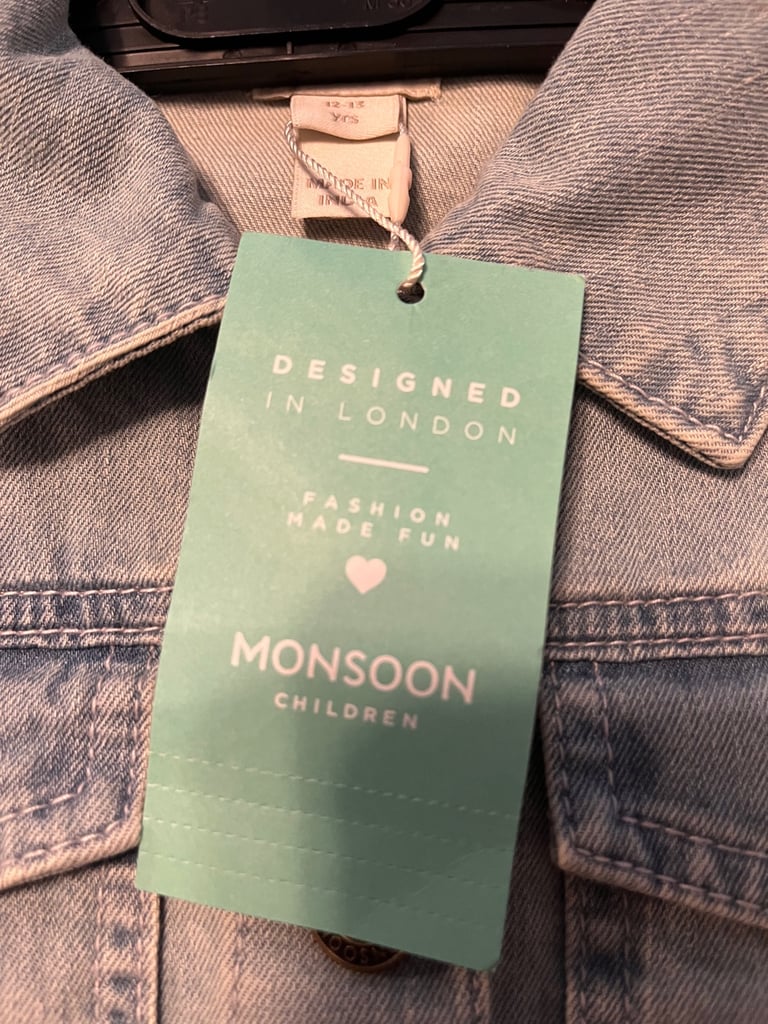 12-13
yrs
MADE IN
INDIA
DESIGNED
IN LONDON
FASHION
MADE FUN
MONSOON
CHILDREN